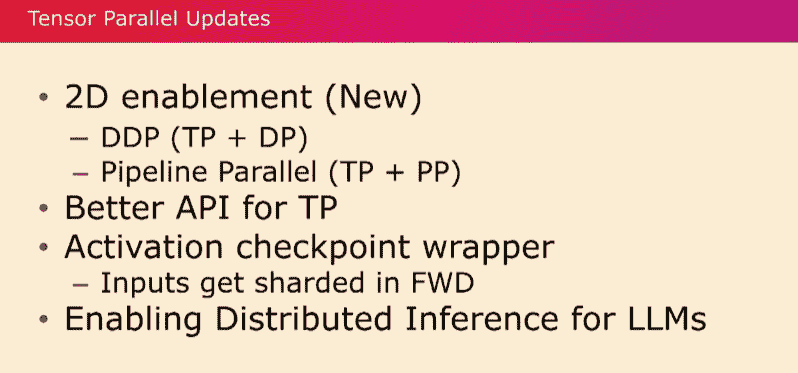 Tensor Parallel Updates
• 2D enablement (New)
– DDP (TP + DP)
– Pipeline Parallel (TP + PP)
• Better API for TP
• Activation checkpoint wrapper
– Inputs get sharded in FWD
• Enabling Distributed Inference for LLMs